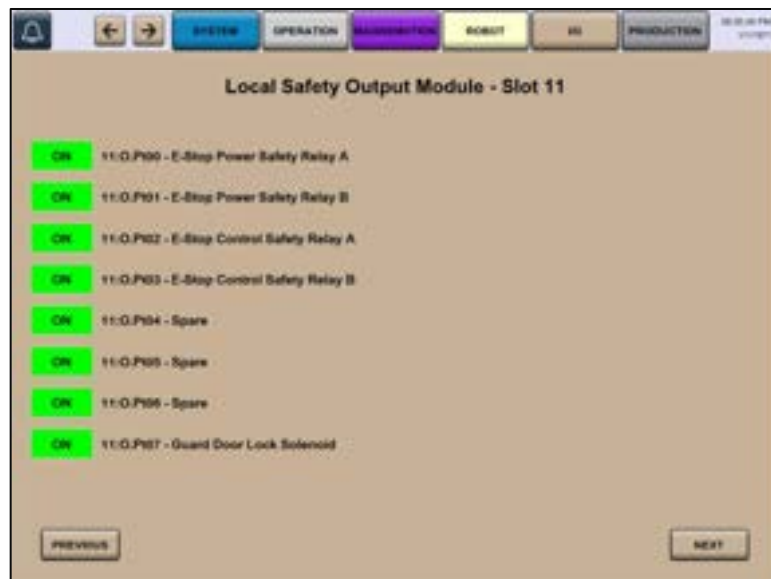 SYSTEM OPERATION ROBOT I/O PRODUCTION
Local Safety Output Module - Slot 11
ON 11:O.Pt00 - E-Stop Power Safety Relay A
ON 11:O.Pt01 - E-Stop Power Safety Relay B
ON 11:O.Pt02 - E-Stop Control Safety Relay A
ON 11:O.Pt03 - E-Stop Control Safety Relay B
ON 11:O.Pt04 - Spare
ON 11:O.Pt05 - Spare
ON 11:O.Pt06 - Spare
ON 11:O.Pt07 - Guard Door Lock Solenoid
PREVIOUS NEXT